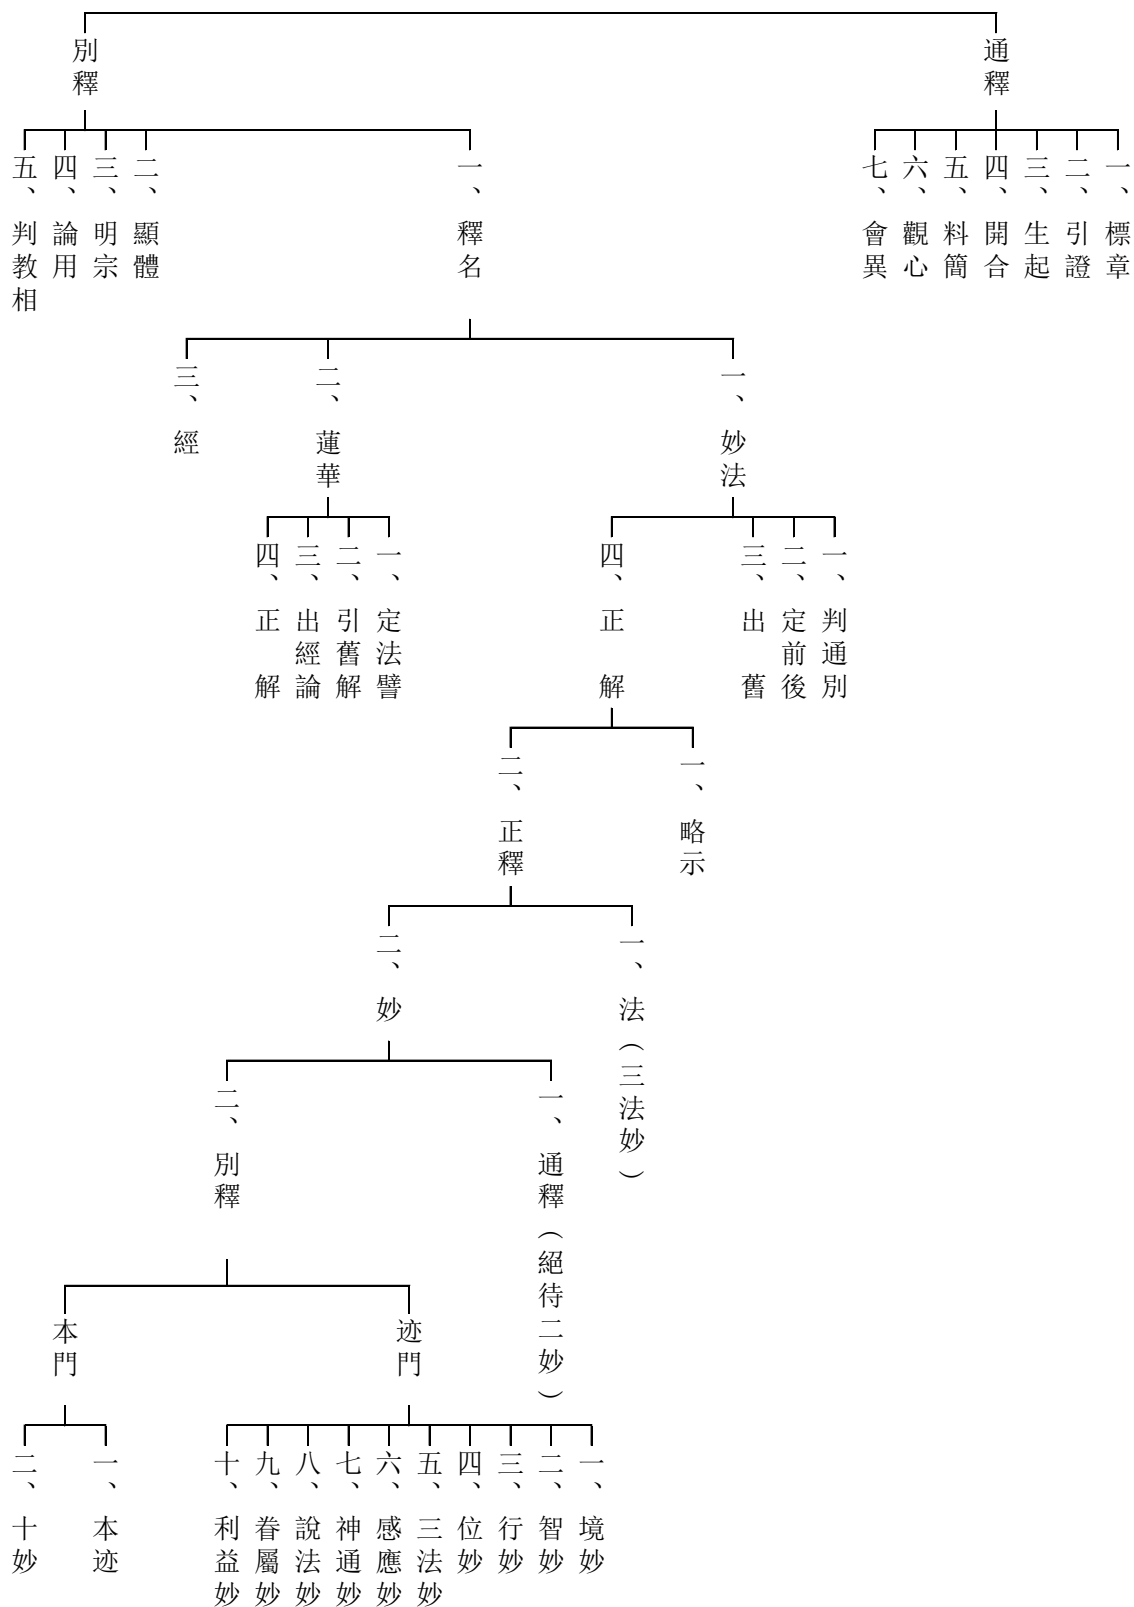 通釋
別釋
一、標章
二、引證
三、生起
四、開合
五、料簡
六、觀心
七、會異
一、釋名
二、顯體
三、明宗
四、論用
五、判教相
一、妙法
二、蓮華
三、經
一、判通別
二、定前後
三、出　舊
四、正　解
一、定法譬
二、引舊解
三、出經論
四、正　解
一、略示
二、正釋
一、法（三法妙）
二、妙
一、通釋（絕待二妙）
二、別釋
迹門
本門
一、境妙
二、智妙
三、行妙
四、位妙
五、三法妙
六、感應妙
七、神通妙
八、說法妙
九、眷屬妙
十、利益妙
一、本迹
二、十妙